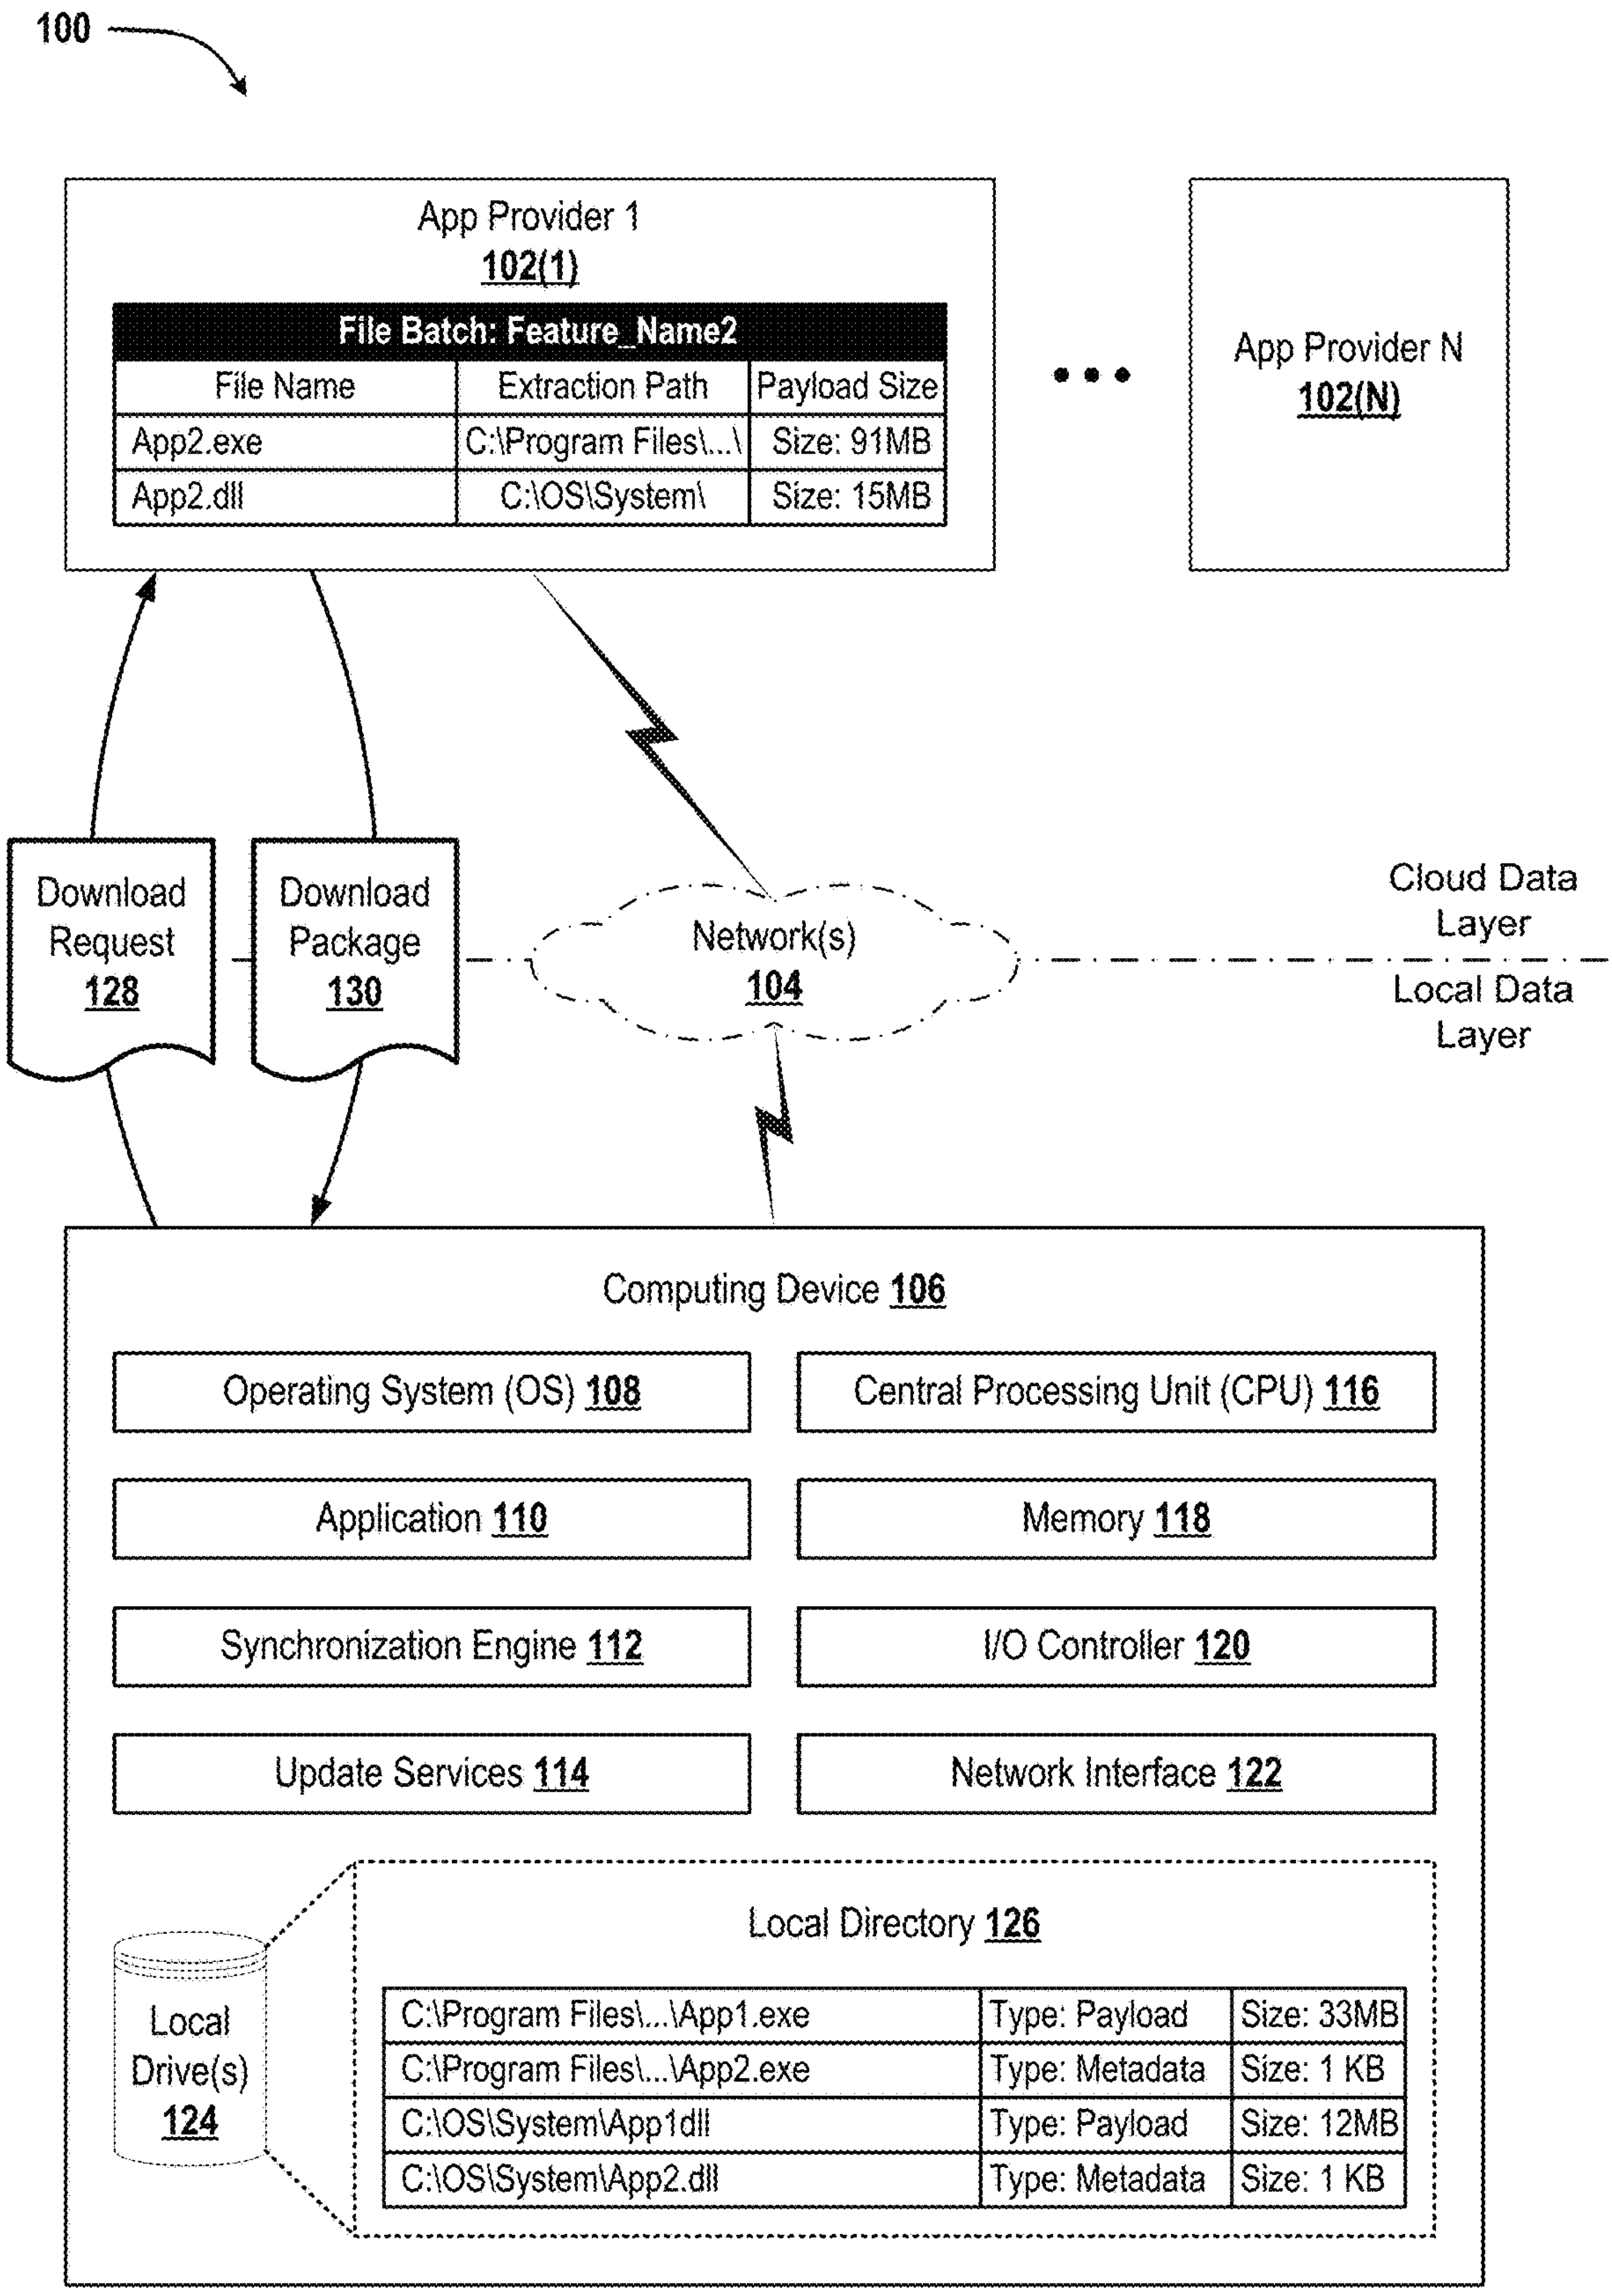 100
App Provider 1
102(1)
File Batch: Feature_Name2
File Name Extraction Path Payload Size
App2.exe C:\Program Files\...\ Size: 91MB
App2.dll C:\OS\System\ Size: 15MB
App Provider N
102(N)
Download
Request
128
Download
Package
130
Network(s)
104
Cloud Data
Layer
Local Data
Layer
Computing Device 106
Operating System (OS) 108
Central Processing Unit (CPU) 116
Application 110
Memory 118
Synchronization Engine 112
I/O Controller 120
Update Services 114
Network Interface 122
Local
Drive(s)
124
Local Directory 126
C:\Program Files\...\App1.exe Type: Payload Size: 33MB
C:\Program Files\...\App2.exe Type: Metadata Size: 1 KB
C:\OS\System\App1dll Type: Payload Size: 12MB
C:\OS\System\App2.dll Type: Metadata Size: 1 KB